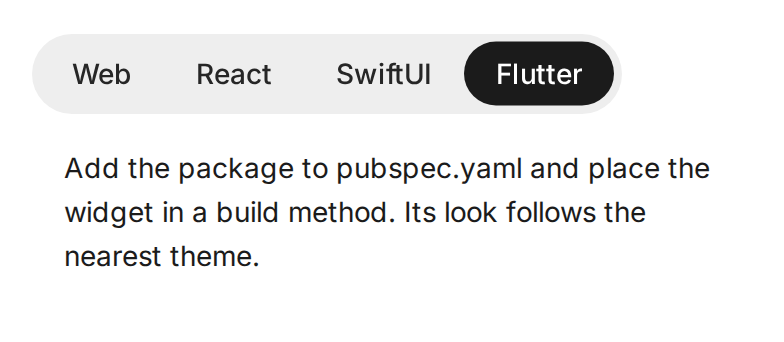 Web React SwiftUI Flutter
Add the package to pubspec.yaml and place the
widget in a build method. Its look follows the
nearest theme.